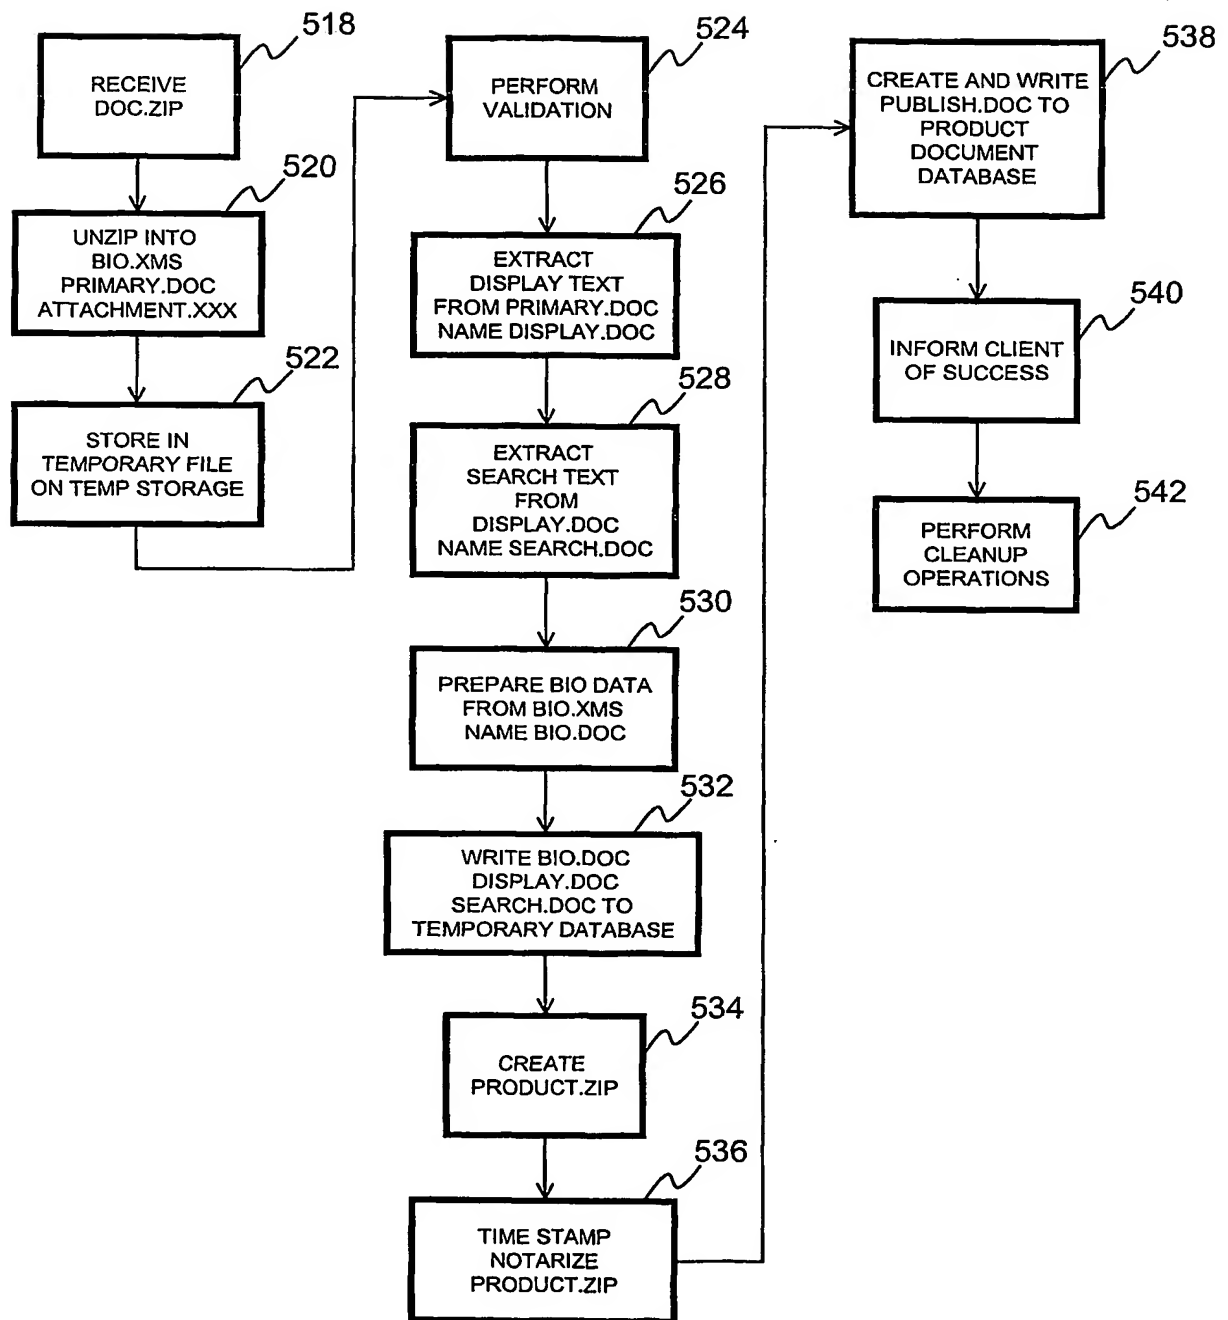 518
RECEIVE
DOC.ZIP
520
UNZIP INTO
BIO.XMS
PRIMARY.DOC
ATTACHMENT.XXX
522
STORE IN
TEMPORARY FILE
ON TEMP STORAGE
524
PERFORM
VALIDATION
526
EXTRACT
DISPLAY TEXT
FROM PRIMARY.DOC
NAME DISPLAY.DOC
528
EXTRACT
SEARCH TEXT
FROM
DISPLAY.DOC
NAME SEARCH.DOC
530
PREPARE BIO DATA
FROM BIO.XMS
NAME BIO.DOC
532
WRITE BIO.DOC
DISPLAY.DOC
SEARCH.DOC TO
TEMPORARY DATABASE
534
CREATE
PRODUCT.ZIP
536
TIME STAMP
NOTARIZE
PRODUCT.ZIP
538
CREATE AND WRITE
PUBLISH.DOC TO
PRODUCT
DOCUMENT
DATABASE
540
INFORM CLIENT
OF SUCCESS
542
PERFORM
CLEANUP
OPERATIONS